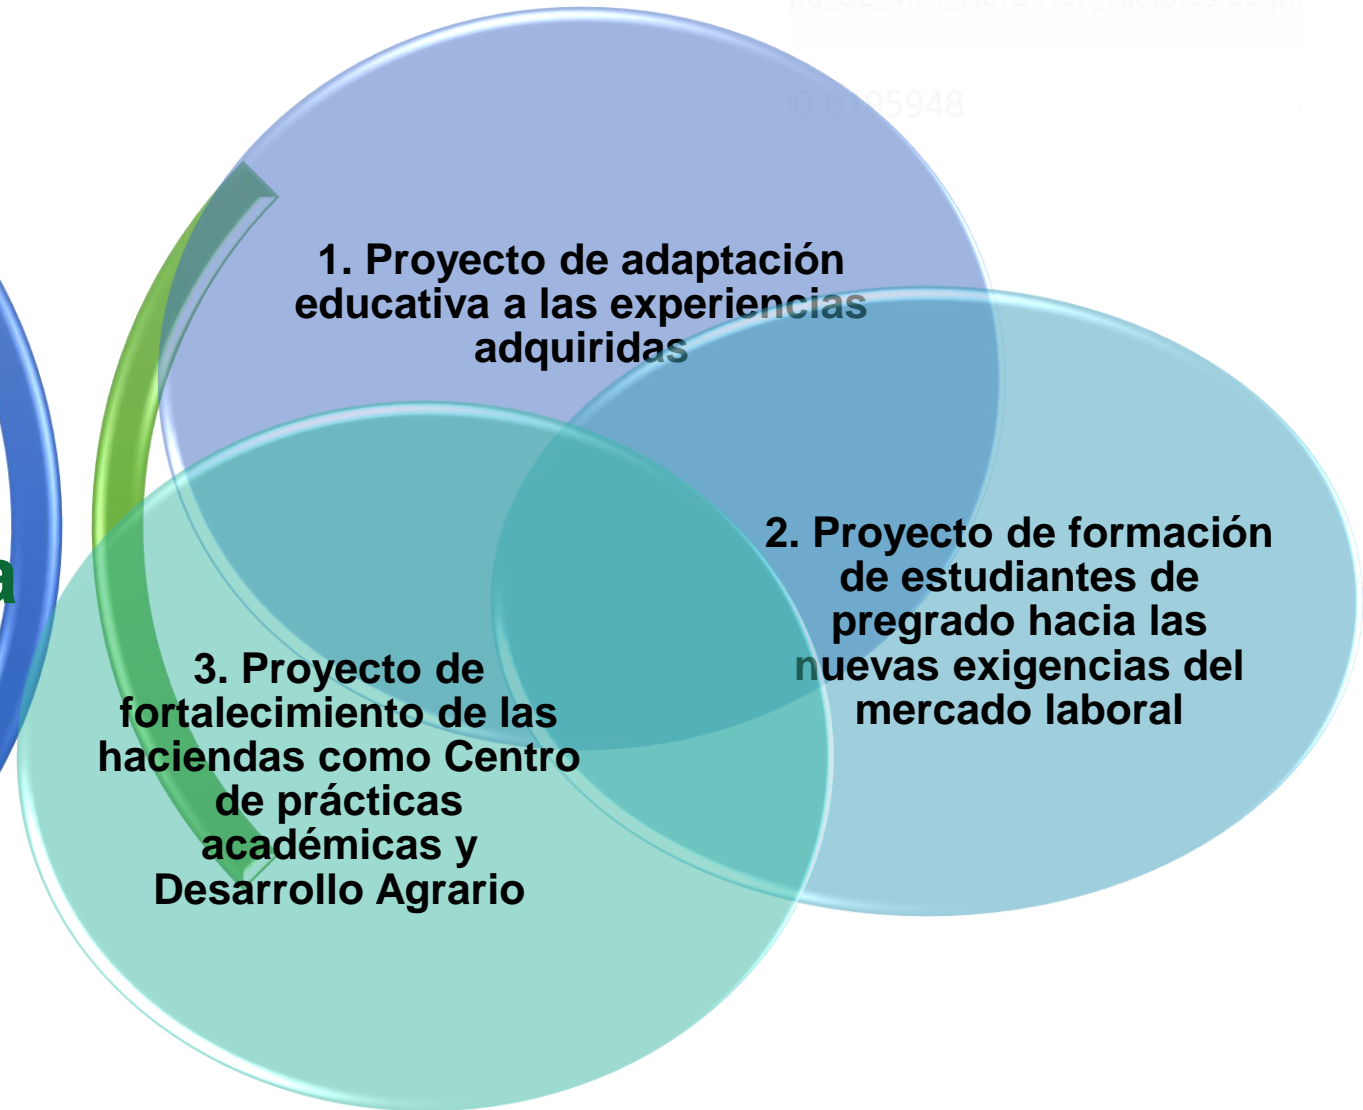 8195948
1. Proyecto de adaptación
educativa a las experiencias
adquiridas
2. Proyecto de formación
de estudiantes de
pregrado hacia las
nuevas exigencias del
mercado laboral
a
3. Proyecto de
fortalecimiento de las
haciendas como Centro
de prácticas
académicas y
Desarrollo Agrario